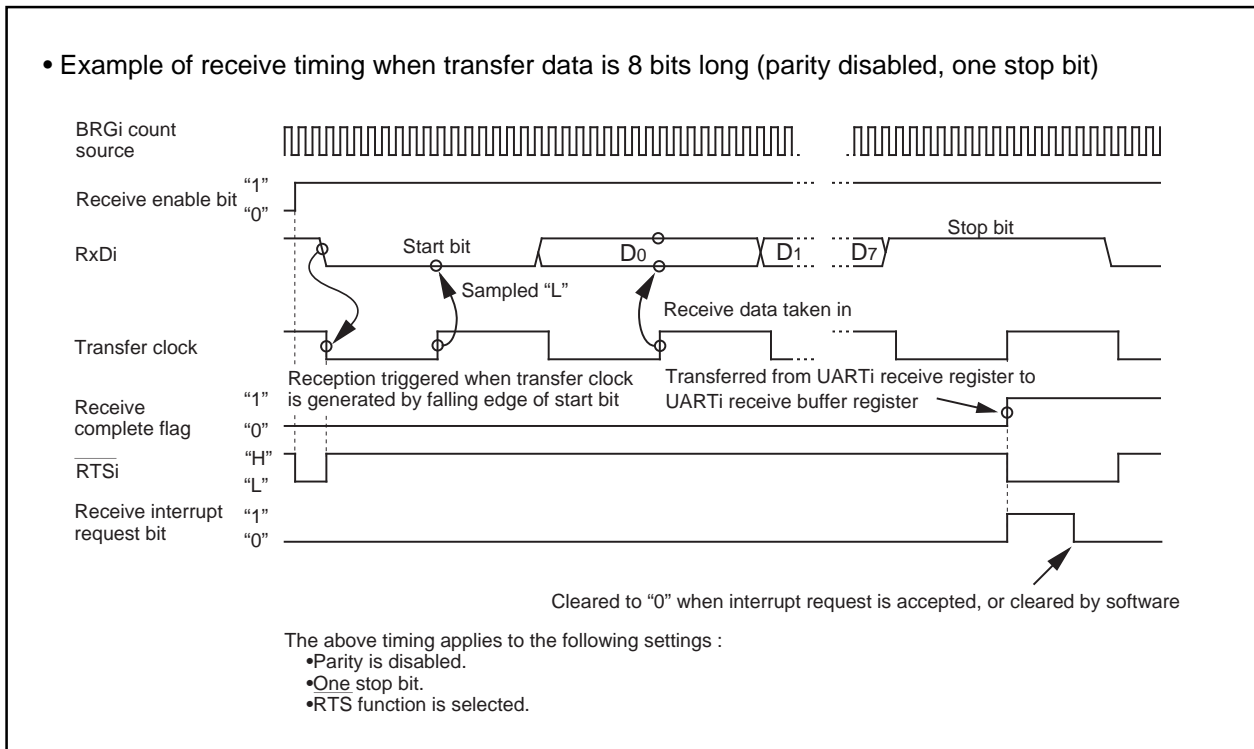 • Example of receive timing when transfer data is 8 bits long (parity disabled, one stop bit)
BRGi count
source
Receive enable bit
“1”
“0”
RxDi
Start bit
D0
D1
D7
Stop bit
Sampled “L”
Receive data taken in
Transfer clock
Reception triggered when transfer clock
is generated by falling edge of start bit
Transferred from UARTi receive register to
UARTi receive buffer register
Receive
complete flag
“1”
“0”
RTSi
“H”
“L”
Receive interrupt
request bit
“1”
“0”
Cleared to “0” when interrupt request is accepted, or cleared by software
The above timing applies to the following settings :
•Parity is disabled.
•One stop bit.
•RTS function is selected.